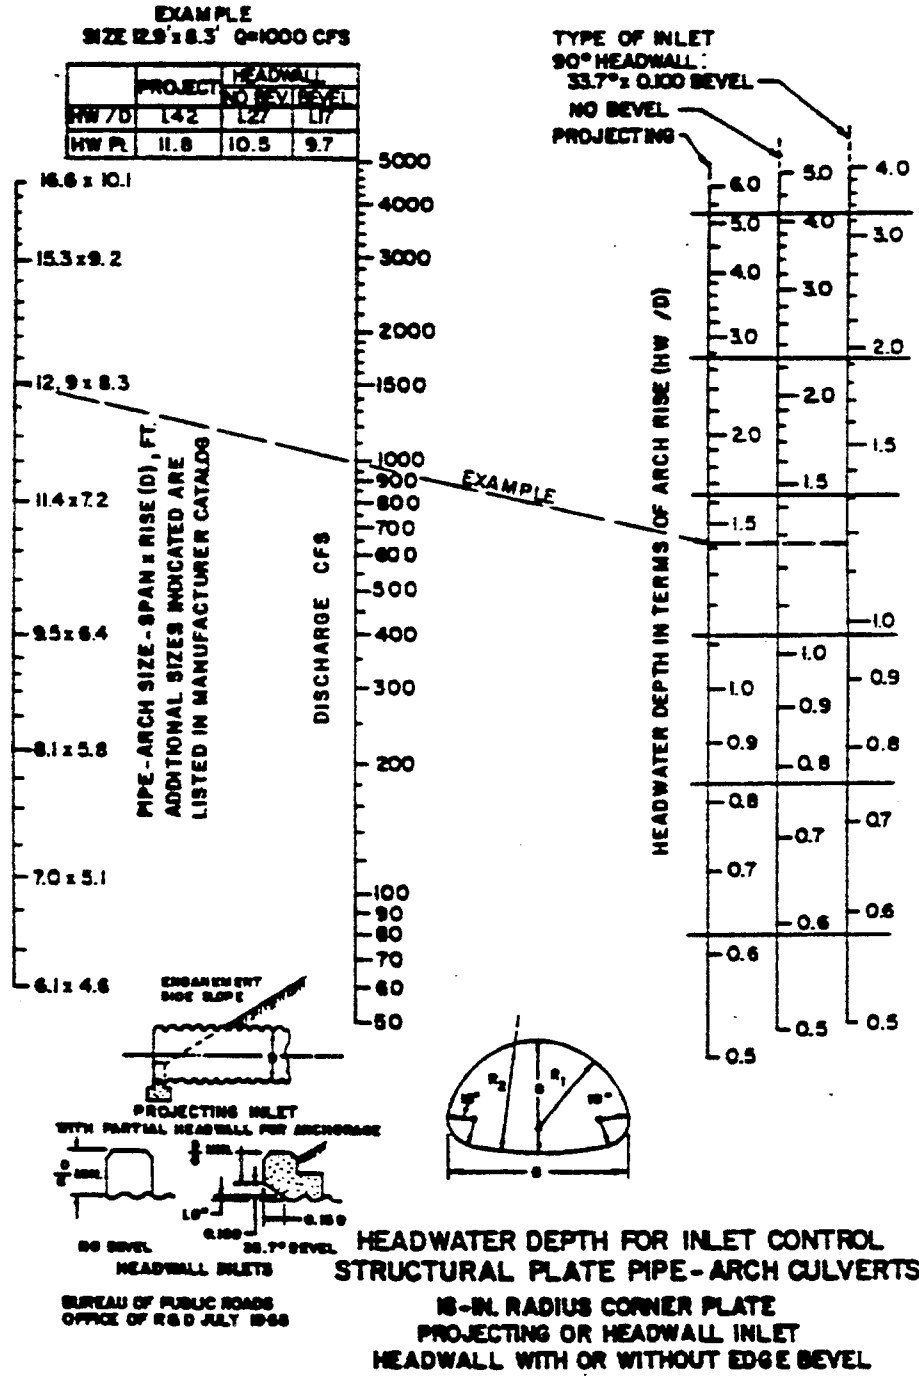 EXAMPLE
SIZE 12.9' x 8.3' Q=1000 CFS
PROJECT. HEADWALL
NO BEV. BEVEL
HW / D 1.42 1.27 1.17
HW Ft. 11.8 10.5 9.7
TYPE OF INLET
90° HEADWALL:
33.7° x 0.100 BEVEL
NO BEVEL
PROJECTING
16.6 x 10.1
15.3 x 9.2
12.9 x 8.3
11.4 x 7.2
9.5 x 6.4
8.1 x 5.8
7.0 x 5.1
6.1 x 4.6
PIPE-ARCH SIZE-SPAN x RISE (D), FT.
ADDITIONAL SIZES INDICATED ARE
LISTED IN MANUFACTURER CATALOG
5000
4000
3000
2000
1500
1000
900
800
700
600
500
400
300
200
100
90
80
70
60
50
DISCHARGE CFS
EXAMPLE
HEADWATER DEPTH IN TERMS OF ARCH RISE (HW /D)
6.0
5.0
4.0
3.0
2.0
1.5
1.0
0.9
0.8
0.7
0.6
0.5
5.0
4.0
3.0
2.0
1.5
1.0
0.9
0.8
0.7
0.6
0.5
4.0
3.0
2.0
1.5
1.0
0.9
0.8
0.7
0.6
0.5
EMBANKMENT
SIDE SLOPE
D
PROJECTING INLET
WITH PARTIAL HEADWALL FOR ANCHORAGE
MIN.
MIN.
1.0"
0.10D
0.15D
NO BEVEL
33.7° BEVEL
HEADWALL INLETS
R2
R1
18"
18"
BUREAU OF PUBLIC ROADS
OFFICE OF R&D JULY 1968
HEADWATER DEPTH FOR INLET CONTROL
STRUCTURAL PLATE PIPE-ARCH CULVERTS
18-IN. RADIUS CORNER PLATE
PROJECTING OR HEADWALL INLET
HEADWALL WITH OR WITHOUT EDGE BEVEL